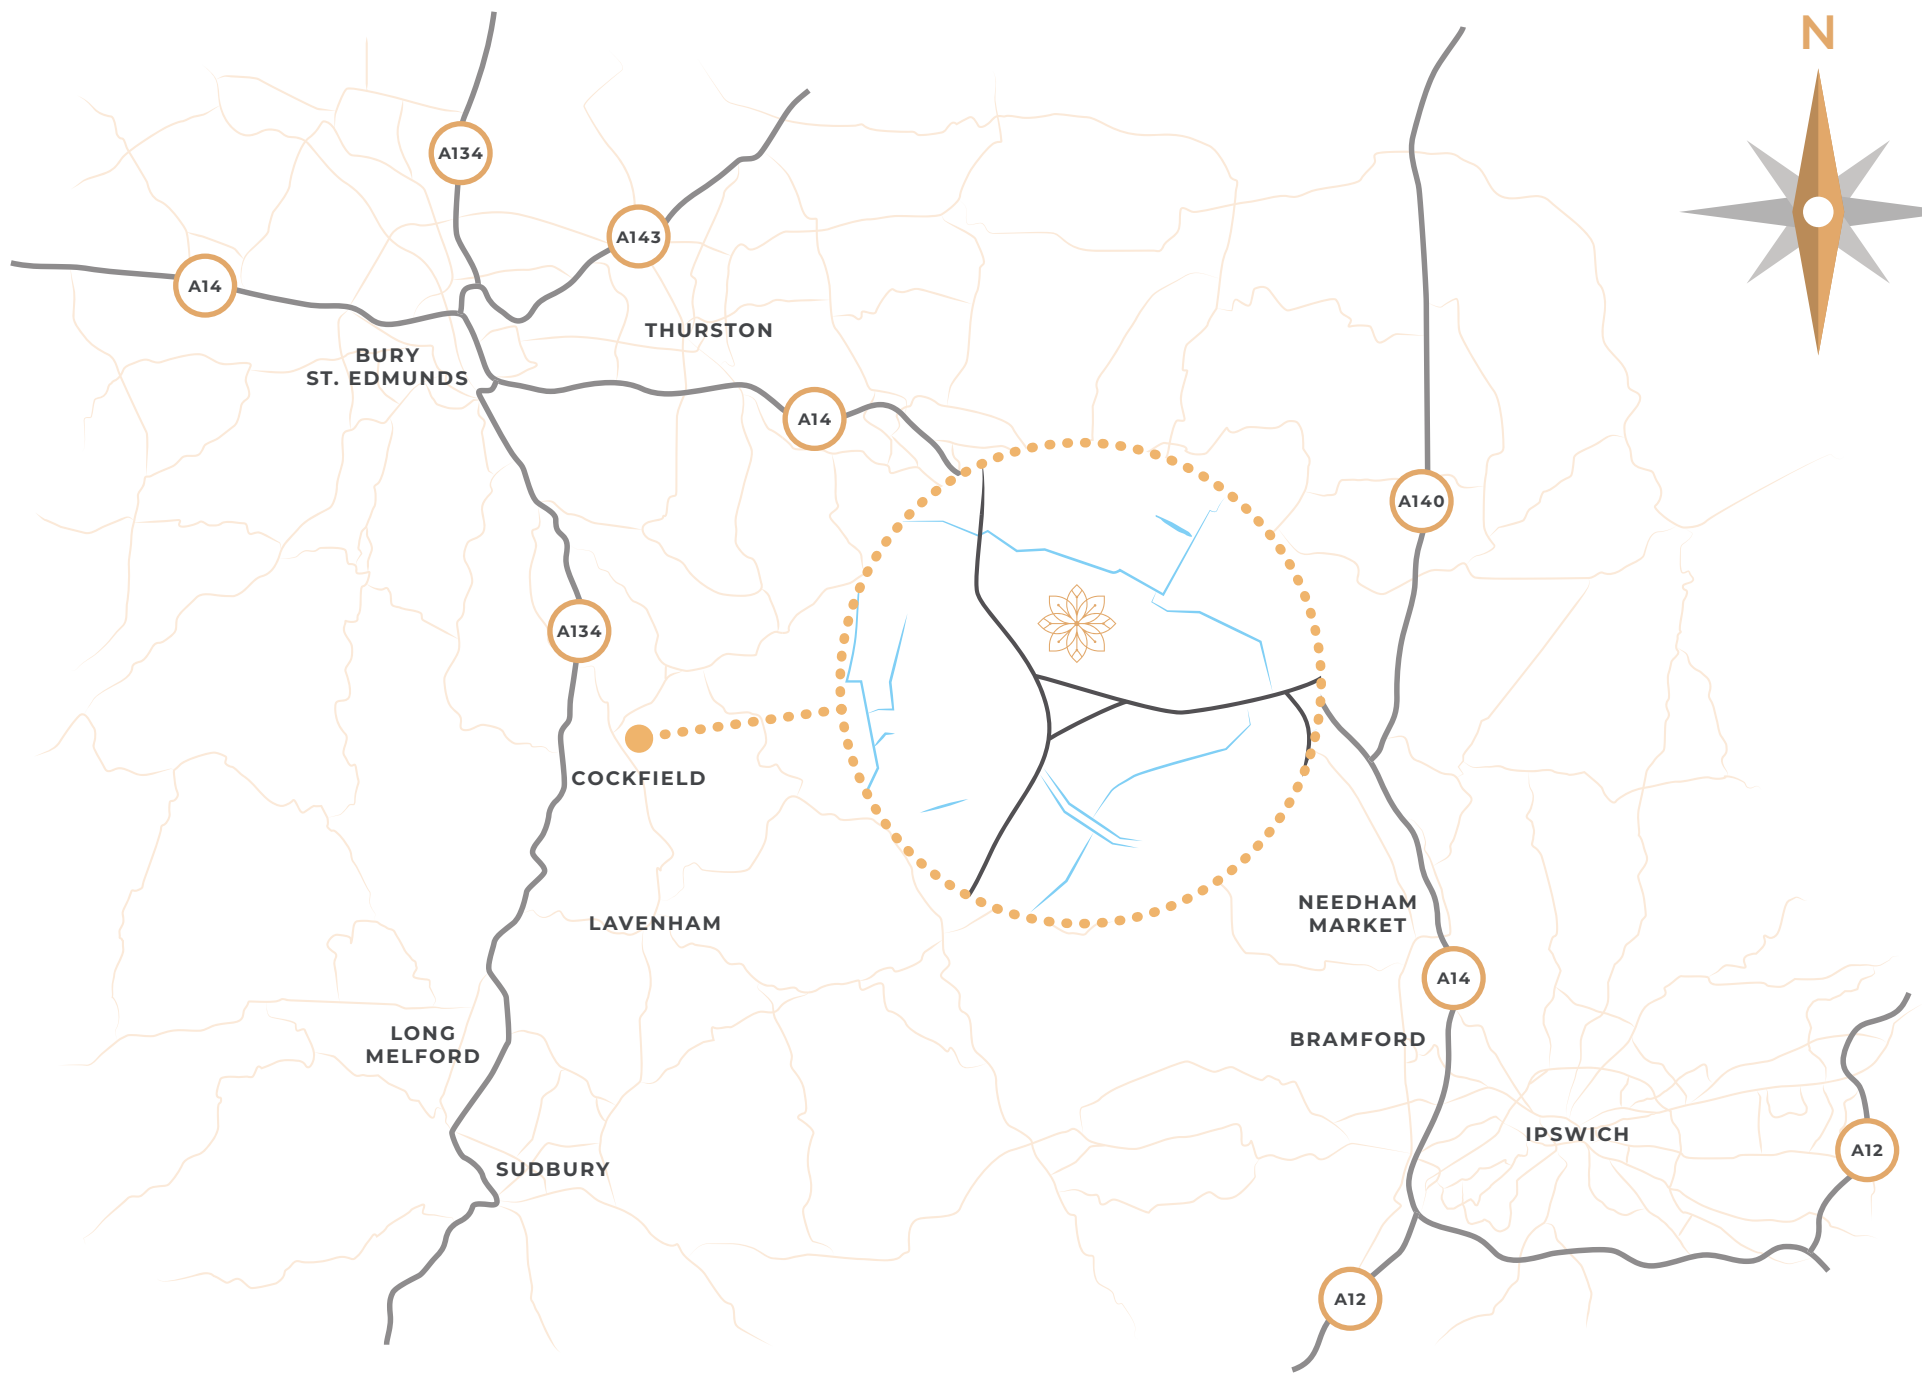 N
A134
A143
A14
THURSTON
BURY
ST. EDMUNDS
A14
A140
A134
COCKFIELD
NEEDHAM
MARKET
LAVENHAM
A14
LONG
MELFORD
BRAMFORD
IPSWICH
A12
SUDBURY
A12